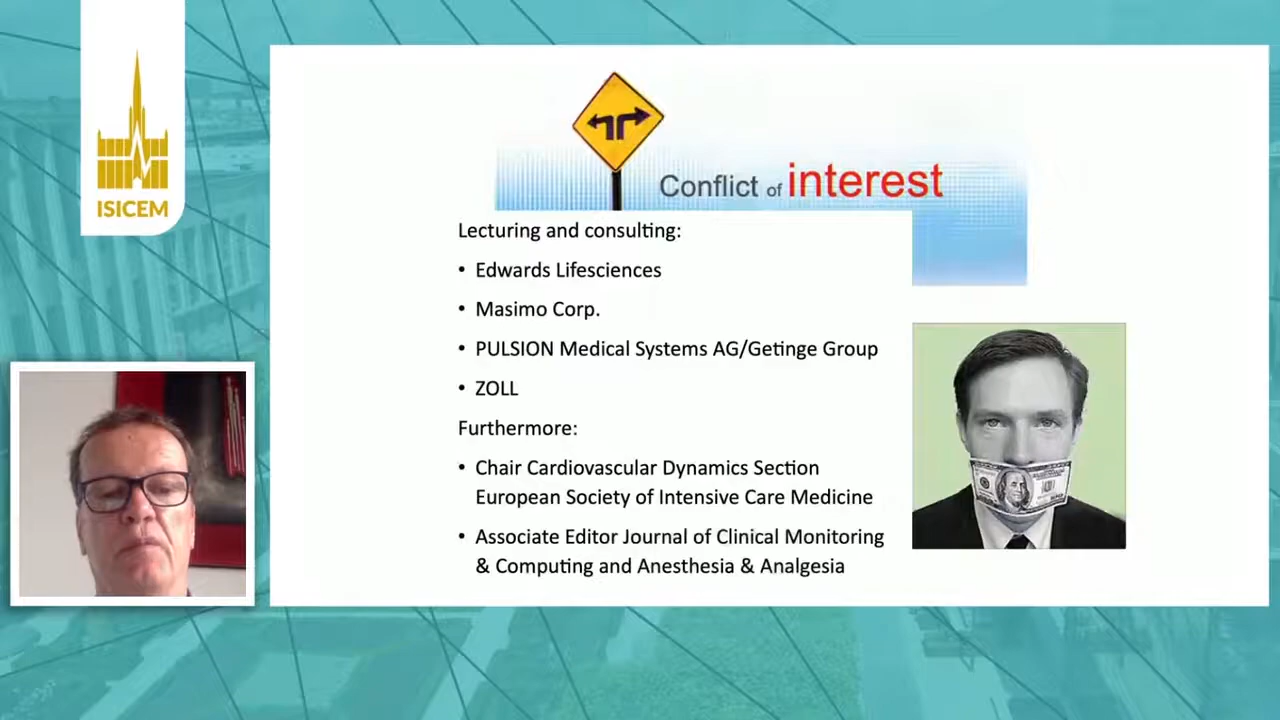 ISICEM
Conflict of interest
Lecturing and consulting:
• Edwards Lifesciences
• Masimo Corp.
• PULSION Medical Systems AG/Getinge Group
• ZOLL
Furthermore:
• Chair Cardiovascular Dynamics Section
European Society of Intensive Care Medicine
• Associate Editor Journal of Clinical Monitoring
& Computing and Anesthesia & Analgesia